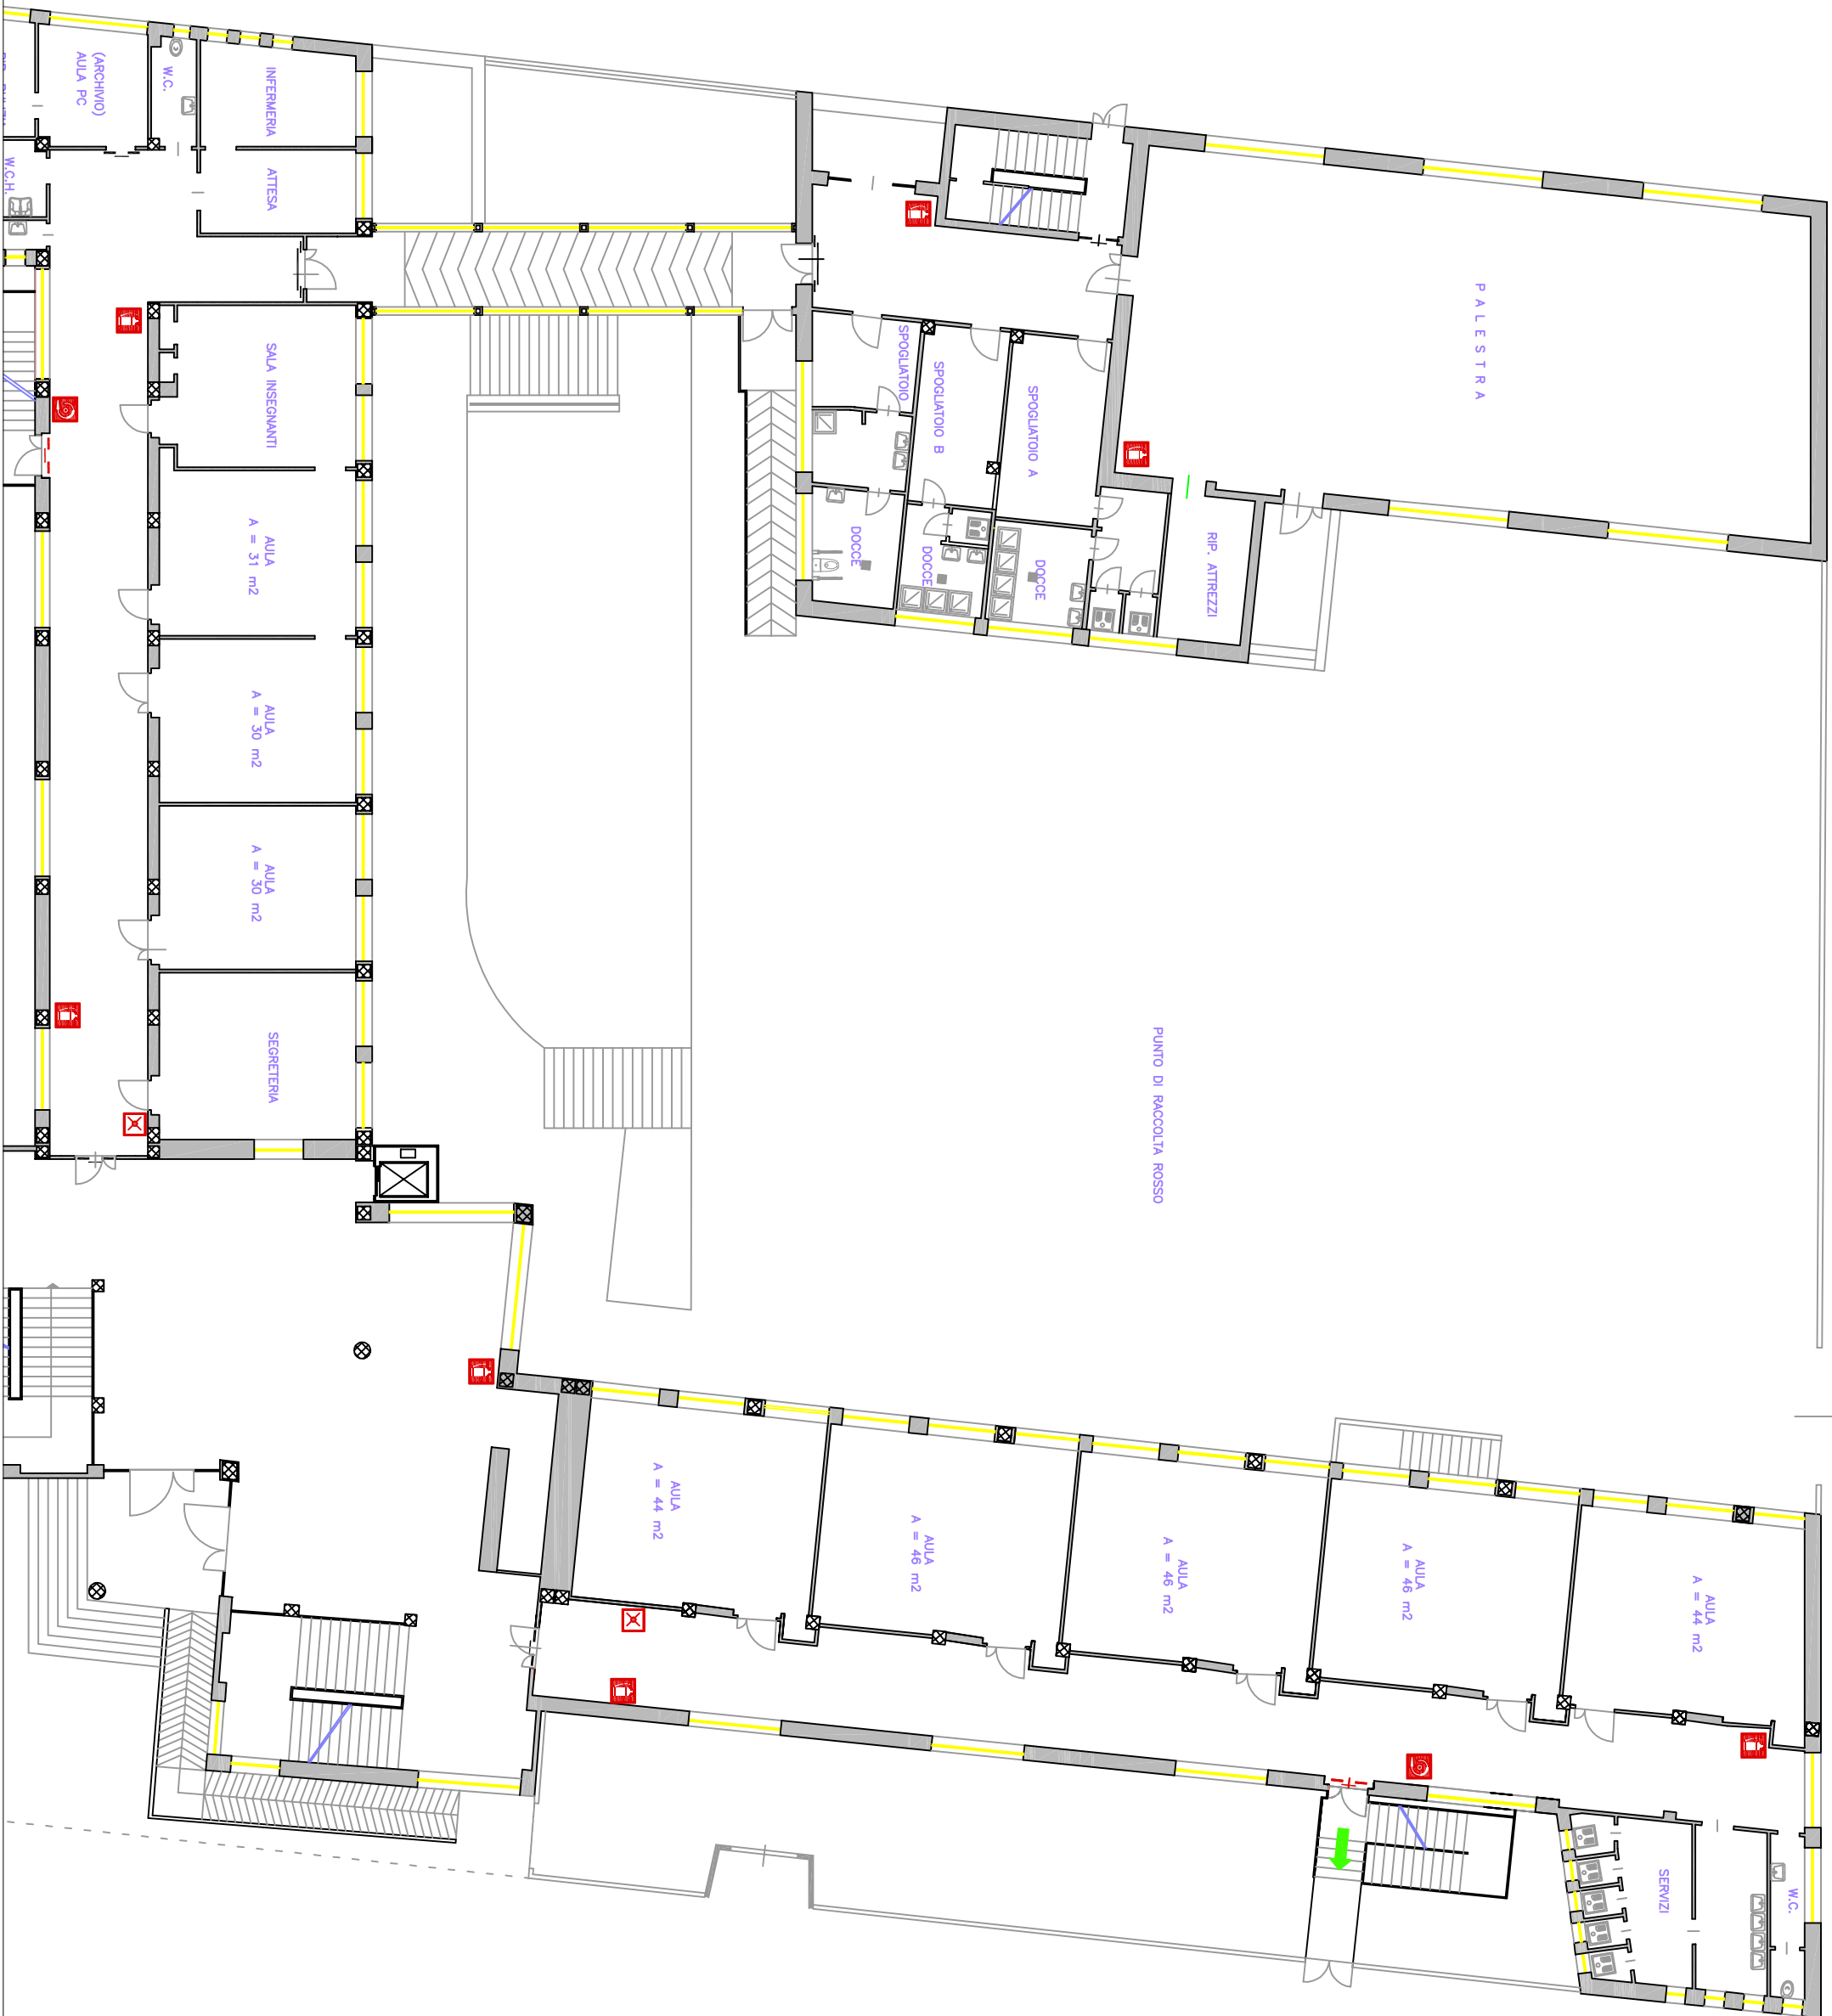 (ARCHIVIO)
AULA PC
W.C.
INFERMERIA
ATTESA
W.C.H.
SALA INSEGNANTI
AULA
A = 31 m2
AULA
A = 30 m2
AULA
A = 30 m2
SEGRETERIA
SPOGLIATOIO
SPOGLIATOIO B
SPOGLIATOIO A
DOCCE
DOCCE
DOCCE
RIP. ATTREZZI
PALESTRA
PUNTO DI RACCOLTA ROSSO
AULA
A = 44 m2
AULA
A = 46 m2
AULA
A = 46 m2
AULA
A = 46 m2
AULA
A = 44 m2
SERVIZI
W.C.